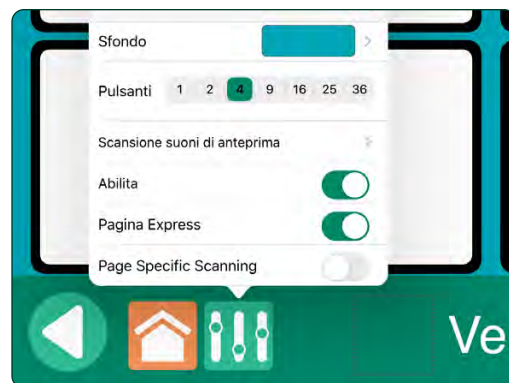 Sfondo
Pulsanti 1 2 4 9 16 25 36
Scansione suoni di anteprima
Abilita
Pagina Express
Page Specific Scanning
Ve